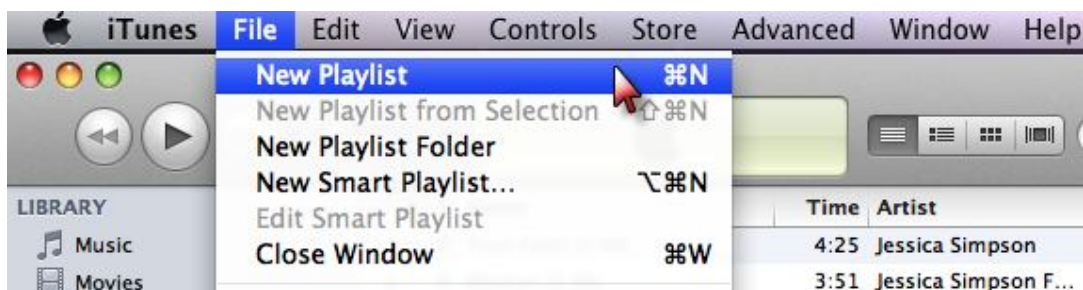 iTunes File Edit View Controls Store Advanced Window Help
New Playlist ⌘N
New Playlist from Selection ⇧⌘N
New Playlist Folder
New Smart Playlist... ⌥⌘N
Edit Smart Playlist
Close Window ⌘W
LIBRARY
Music
Movies
Time Artist
4:25 Jessica Simpson
3:51 Jessica Simpson F...